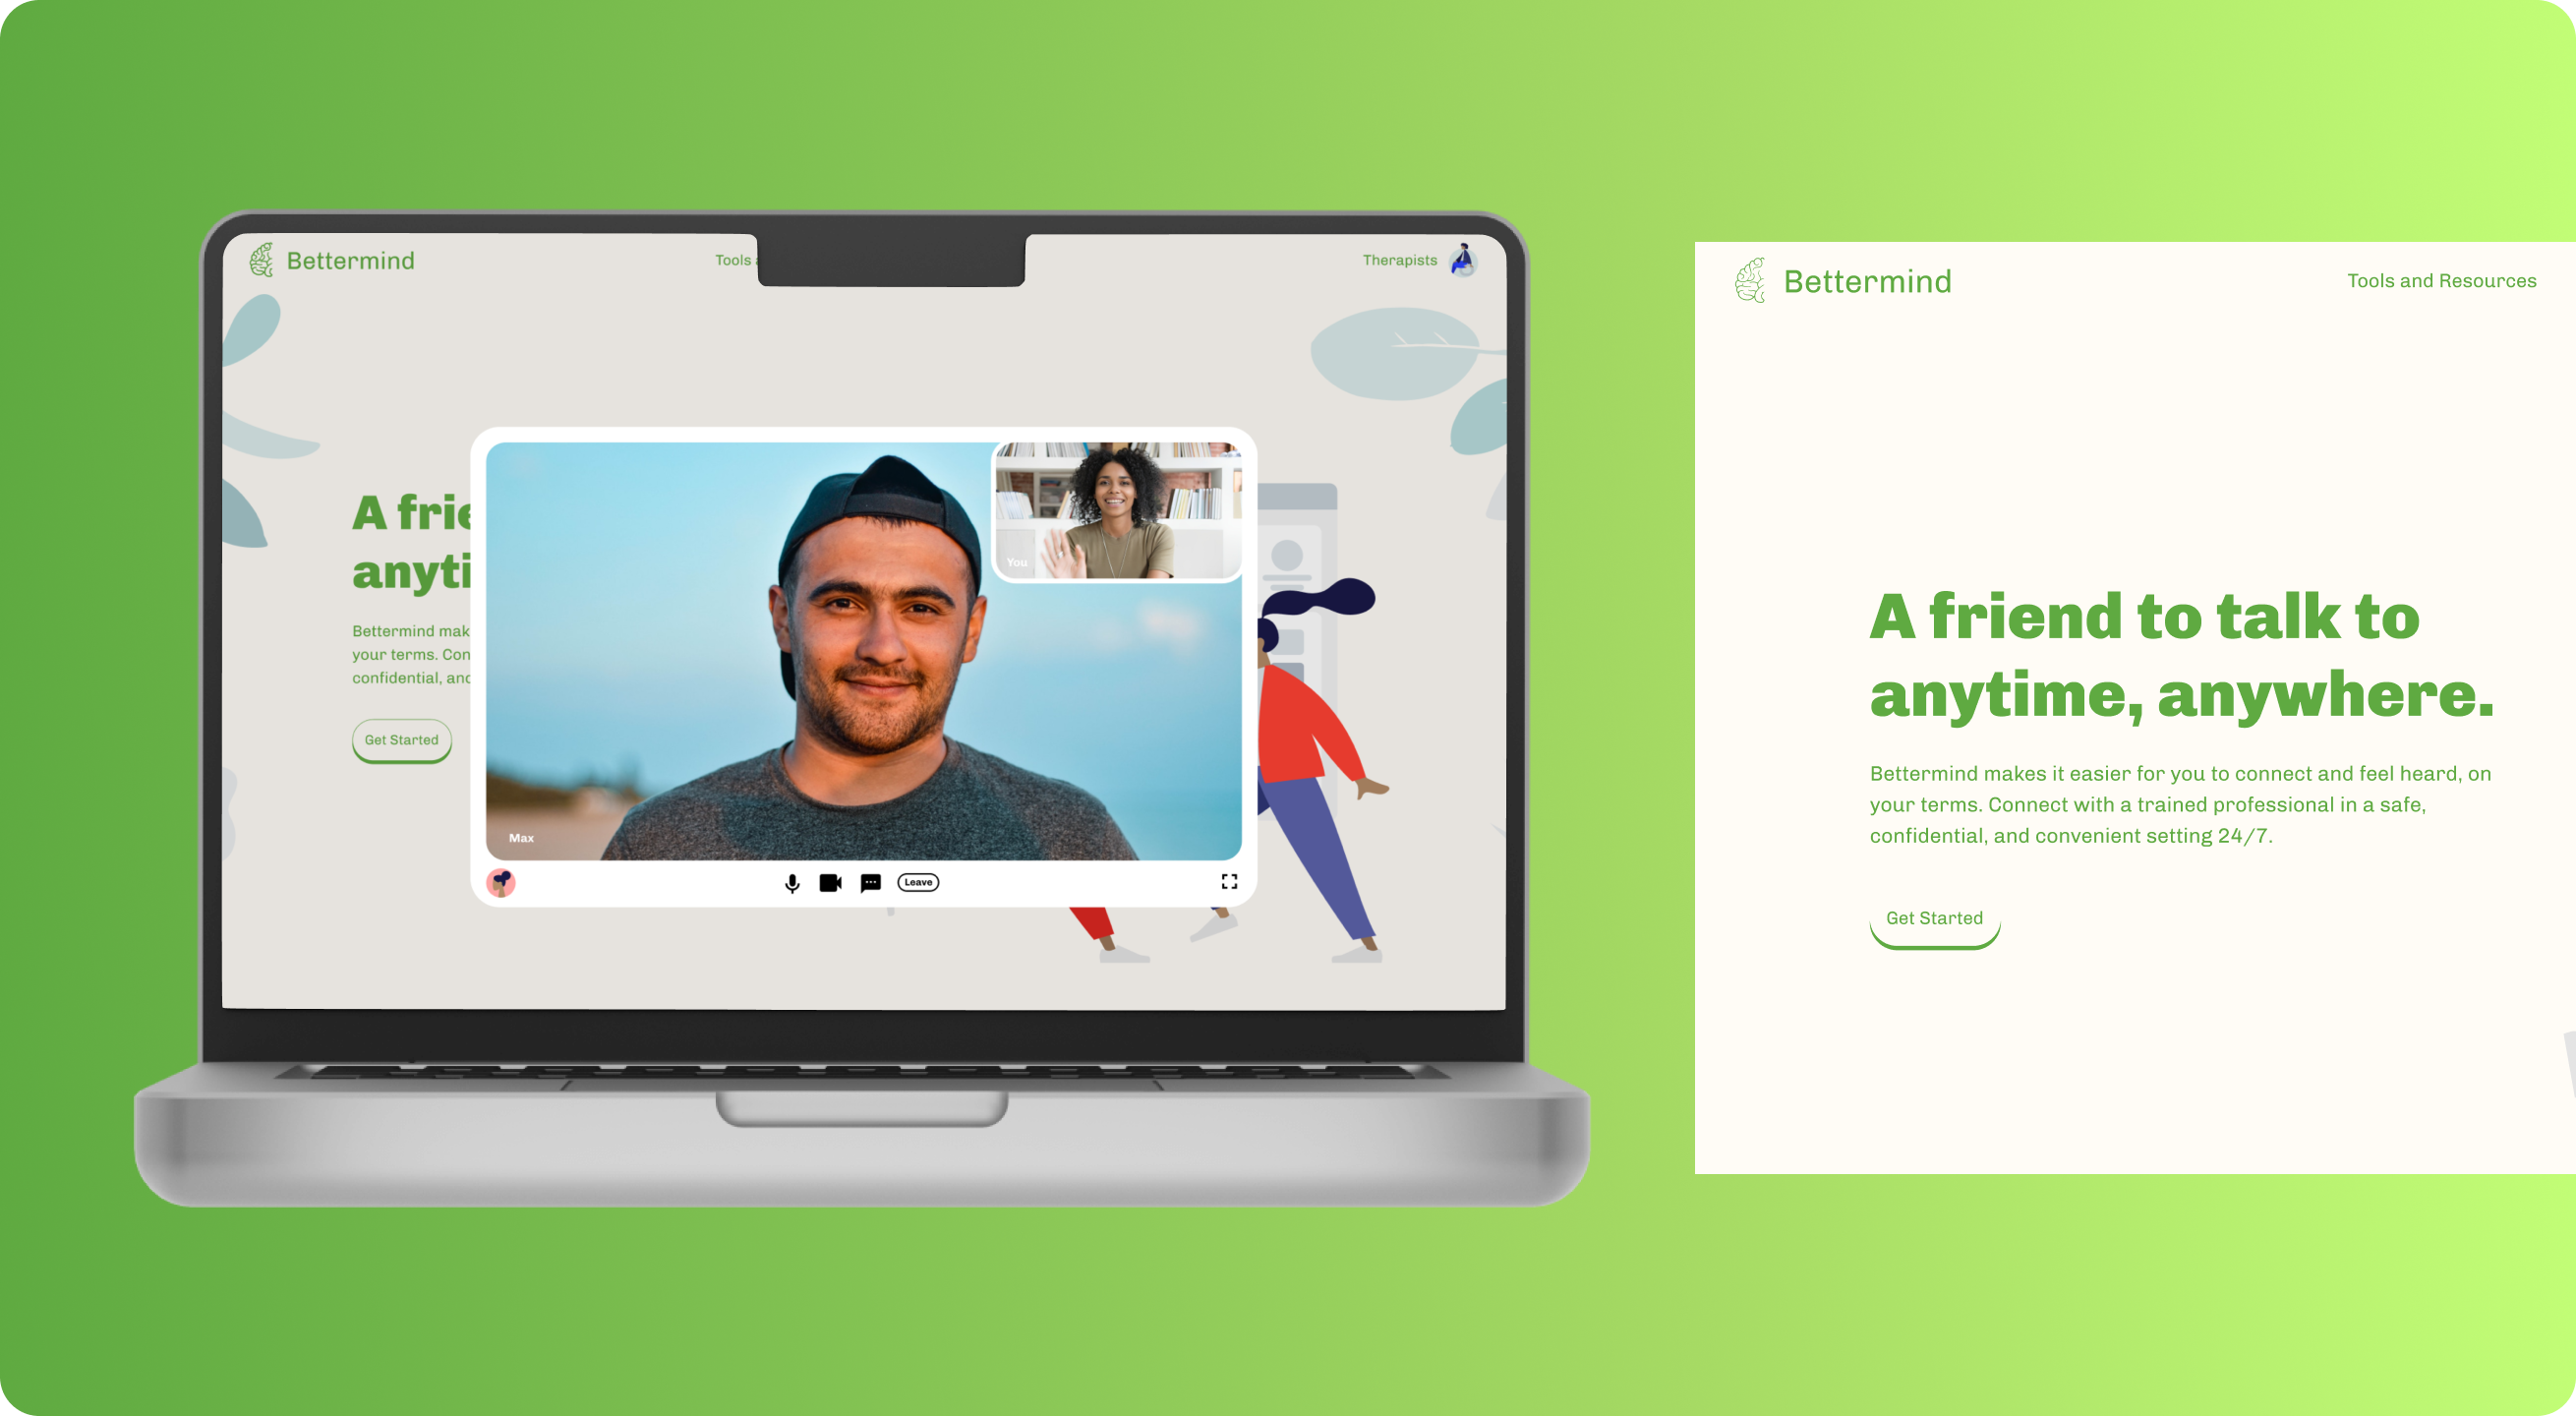 Bettermind
Tools
Therapists
A frie
anyti
Bettermind mak
your terms. Con
confidential, and
Get Started
You
Max
Leave
Bettermind
Tools and Resources
A friend to talk to
anytime, anywhere.
Bettermind makes it easier for you to connect and feel heard, on
your terms. Connect with a trained professional in a safe,
confidential, and convenient setting 24/7.
Get Started